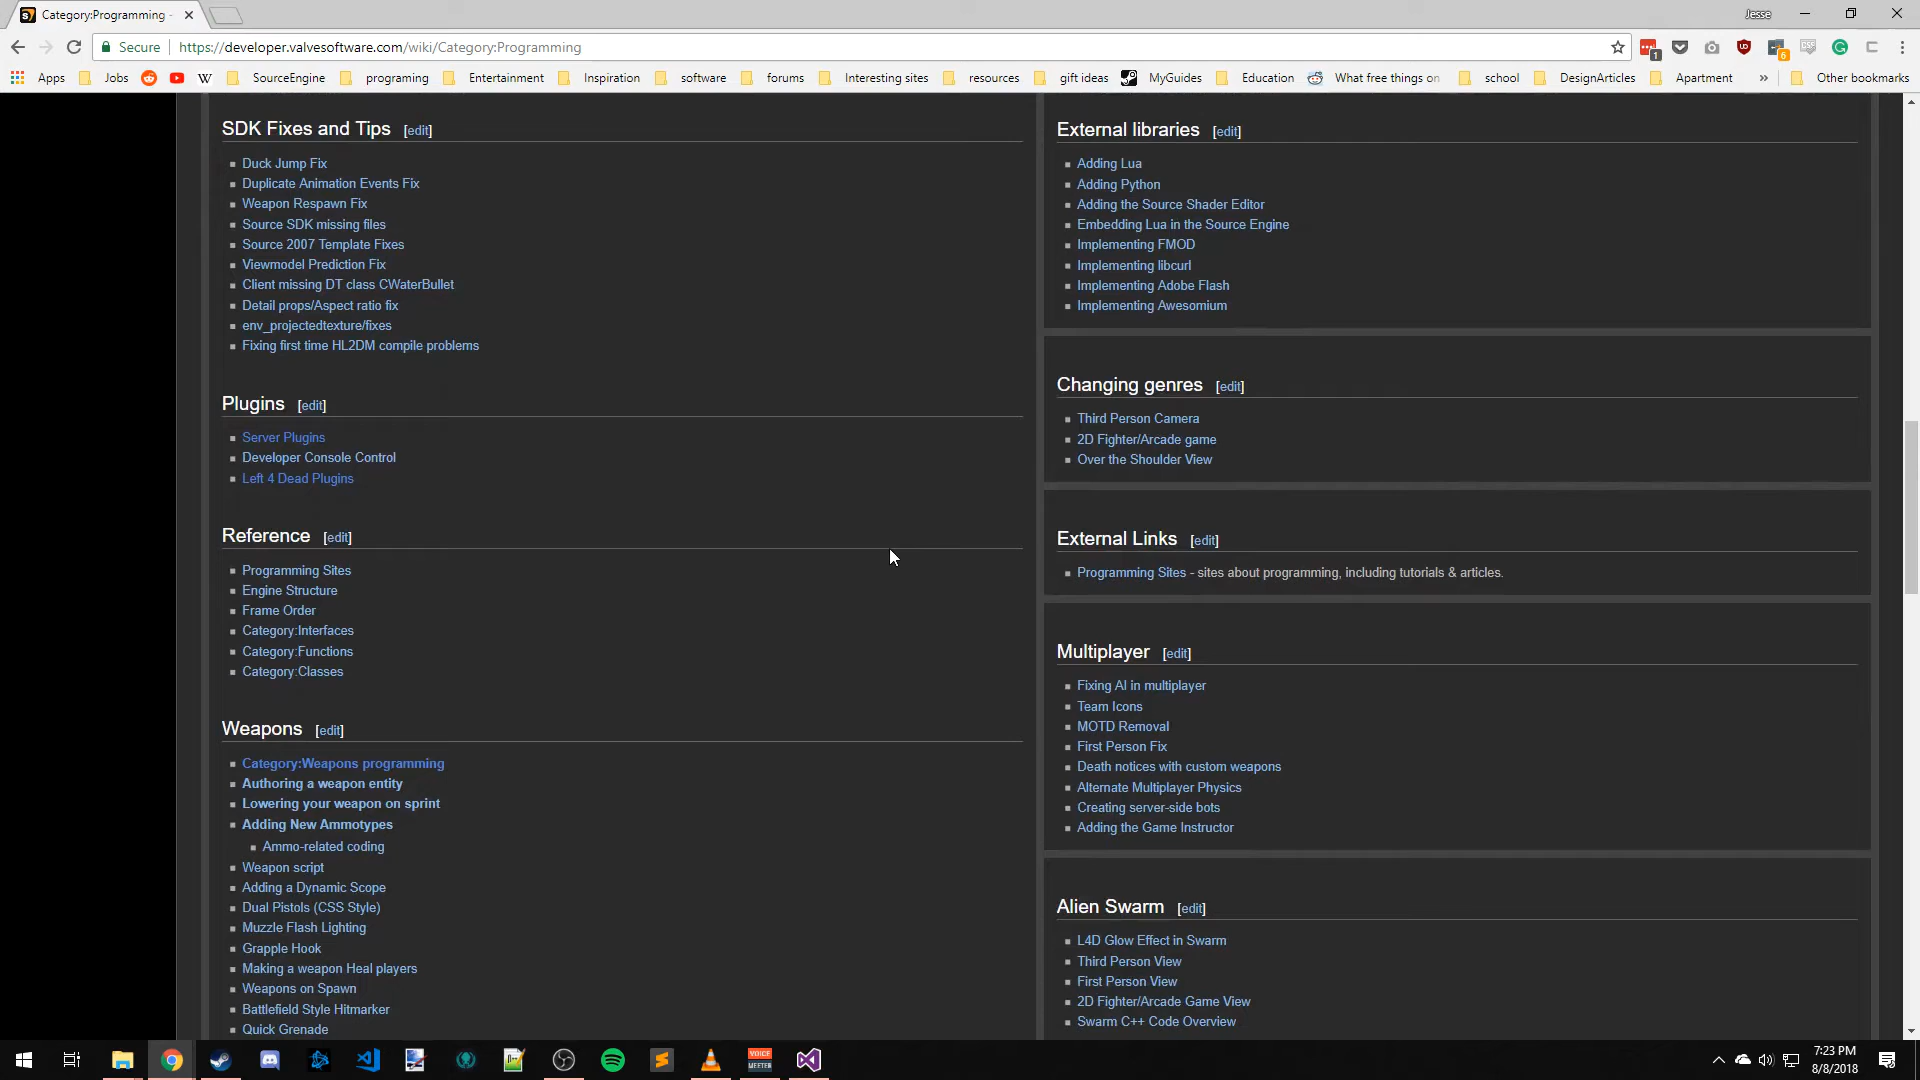 Category:Programming -
Jesse
Secure
https://developer.valvesoftware.com/wiki/Category:Programming
1
6
Apps
Jobs
W
SourceEngine
programing
Entertainment
Inspiration
software
forums
Interesting sites
resources
gift ideas
MyGuides
Education
What free things on
school
DesignArticles
Apartment
»
Other bookmarks
SDK Fixes and Tips [edit]
Duck Jump Fix
Duplicate Animation Events Fix
Weapon Respawn Fix
Source SDK missing files
Source 2007 Template Fixes
Viewmodel Prediction Fix
Client missing DT class CWaterBullet
Detail props/Aspect ratio fix
env_projectedtexture/fixes
Fixing first time HL2DM compile problems
Plugins [edit]
Server Plugins
Developer Console Control
Left 4 Dead Plugins
Reference [edit]
Programming Sites
Engine Structure
Frame Order
Category:Interfaces
Category:Functions
Category:Classes
Weapons [edit]
Category:Weapons programming
Authoring a weapon entity
Lowering your weapon on sprint
Adding New Ammotypes
Ammo-related coding
Weapon script
Adding a Dynamic Scope
Dual Pistols (CSS Style)
Muzzle Flash Lighting
Grapple Hook
Making a weapon Heal players
Weapons on Spawn
Battlefield Style Hitmarker
Quick Grenade
External libraries [edit]
Adding Lua
Adding Python
Adding the Source Shader Editor
Embedding Lua in the Source Engine
Implementing FMOD
Implementing libcurl
Implementing Adobe Flash
Implementing Awesomium
Changing genres [edit]
Third Person Camera
2D Fighter/Arcade game
Over the Shoulder View
External Links [edit]
Programming Sites - sites about programming, including tutorials & articles.
Multiplayer [edit]
Fixing AI in multiplayer
Team Icons
MOTD Removal
First Person Fix
Death notices with custom weapons
Alternate Multiplayer Physics
Creating server-side bots
Adding the Game Instructor
Alien Swarm [edit]
L4D Glow Effect in Swarm
Third Person View
First Person View
2D Fighter/Arcade Game View
Swarm C++ Code Overview
VOICE
MEETER
7:23 PM
8/8/2018